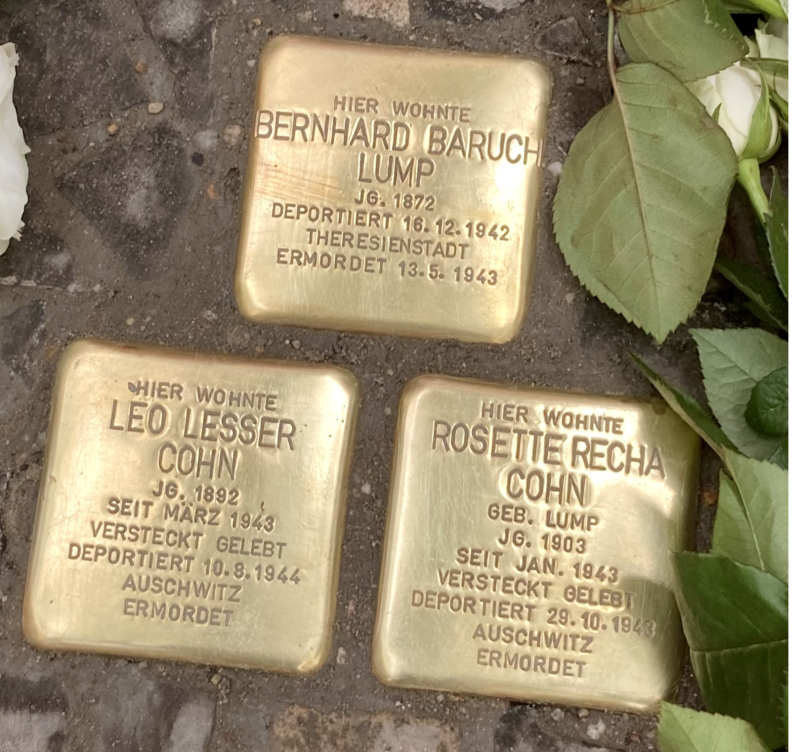 HIER WOHNTE
BERNHARD BARUCH
LUMP
JG. 1872
DEPORTIERT 16.12.1942
THERESIENSTADT
ERMORDET 13.5.1943
HIER WOHNTE
LEO LESSER
COHN
JG. 1892
SEIT MÄRZ 1943
VERSTECKT GELEBT
DEPORTIERT 10.8.1944
AUSCHWITZ
ERMORDET
HIER WOHNTE
ROSETTE RECHA
COHN
GEB. LUMP
JG. 1903
SEIT JAN. 1943
VERSTECKT GELEBT
DEPORTIERT 29.10.1943
AUSCHWITZ
ERMORDET